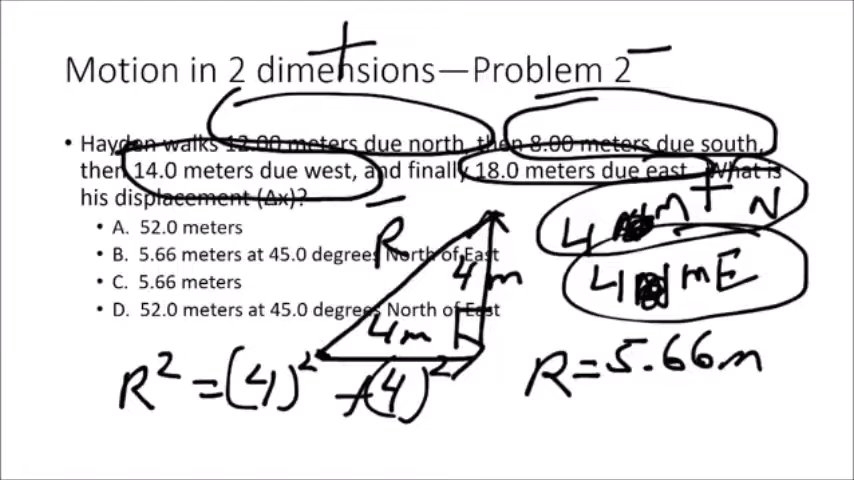 Motion in 2 dimensions—Problem 2
+
−
• Hayden walks 12.00 meters due north, then 8.00 meters due south,
then 14.0 meters due west, and finally 18.0 meters due east. What is
his displacement (Δx)?
−
+
• A. 52.0 meters
• B. 5.66 meters at 45.0 degrees North of East
• C. 5.66 meters
• D. 52.0 meters at 45.0 degrees North of East
4 m N
4 m E
R
4 m
4m
R² = (4)² + (4)²
R = 5.66m